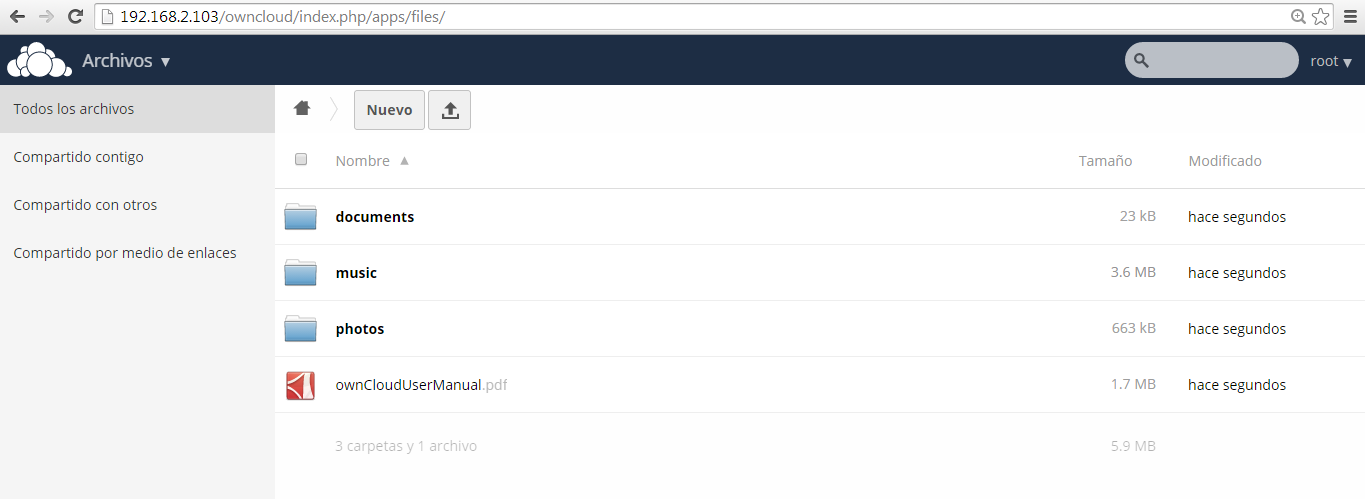 192.168.2.103/owncloud/index.php/apps/files/
Archivos ▼ root ▼
Todos los archivos
Compartido contigo
Compartido con otros
Compartido por medio de enlaces
Nuevo
Nombre ▲ Tamaño Modificado
documents 23 kB hace segundos
music 3.6 MB hace segundos
photos 663 kB hace segundos
ownCloudUserManual.pdf 1.7 MB hace segundos
3 carpetas y 1 archivo 5.9 MB